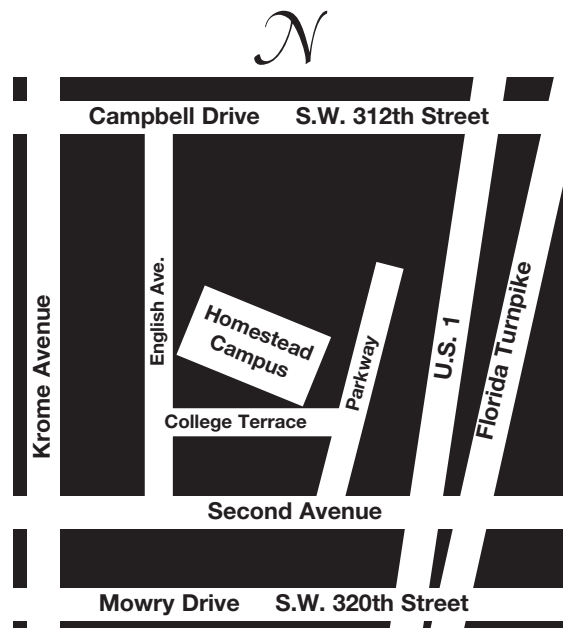 N
Campbell Drive S.W. 312th Street
Krome Avenue
English Ave.
Homestead
Campus
Parkway
U.S. 1
Florida Turnpike
College Terrace
Second Avenue
Mowry Drive S.W. 320th Street